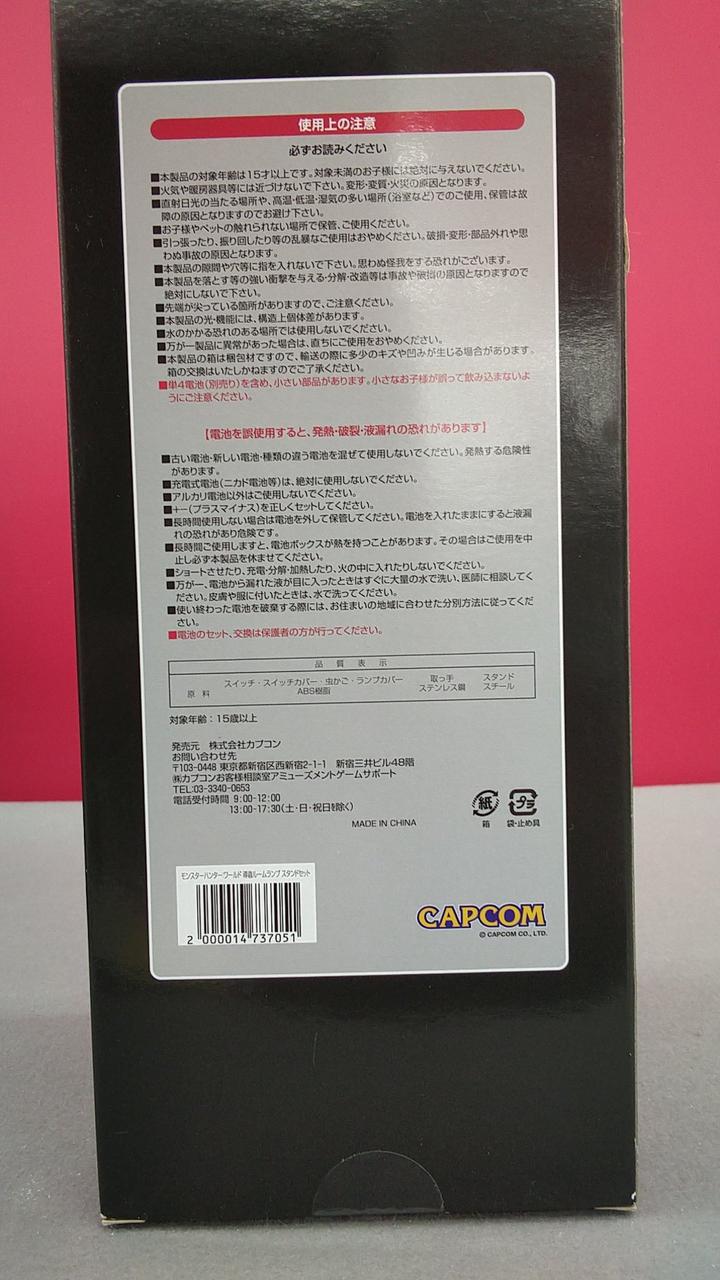 使用上の注意
必ずお読みください
■本製品の対象年齢は15才以上です。対象未満のお子様には絶対に与えないでください。
■火気や暖房器具等には近づけないで下さい。変形・変質・火災の原因となります。
■直射日光の当たる場所や、高温・低温・湿気の多い場所(浴室など)でのご使用、保管は故
障の原因となりますのでお避け下さい。
■お子様やペットの触れられない場所で保管、ご使用ください。
■引っ張ったり、振り回したり等の乱暴なご使用はおやめください。破損・変形・部品外れや思
わぬ事故の原因となります。
■本製品の隙間や穴等に指を入れないで下さい。思わぬ怪我をする恐れがございます。
■本製品を落とす等の強い衝撃を与える・分解・改造等は事故や破損の原因となりますので
絶対にしないで下さい。
■先端が尖っている箇所がありますので、ご注意ください。
■本製品の光・機能には、構造上個体差があります。
■水のかかる恐れのある場所では使用しないでください。
■万が一製品に異常があった場合は、直ちにご使用をおやめください。
■本製品の箱は梱包材ですので、輸送の際に多少のキズや凹みが生じる場合があります。
箱の交換はいたしかねますのでご了承ください。
■単4電池(別売り)を含め、小さい部品があります。小さなお子様が誤って飲み込まないよ
うにご注意ください。
【電池を誤使用すると、発熱・破裂・液漏れの恐れがあります】
■古い電池・新しい電池・種類の違う電池を混ぜて使用しないでください。発熱する危険性
があります。
■充電式電池(ニカド電池等)は、絶対に使用しないでください。
■アルカリ電池以外はご使用しないでください。
■+-(プラスマイナス)を正しくセットしてください。
■長時間使用しない場合は電池を外して保管してください。電池を入れたままにすると液漏
れの恐れがあり危険です。
■長時間ご使用しますと、電池ボックスが熱を持つことがあります。その場合はご使用を中
止し必ず本製品を休ませてください。
■ショートさせたり、充電・分解・加熱したり、火の中に入れたりしないでください。
■万が一、電池から漏れた液が目に入ったときはすぐに大量の水で洗い、医師に相談してく
ださい。皮膚や服に付いたときは、水で洗ってください。
■使い終わった電池を破棄する際には、お住まいの地域に合わせた分別方法に従ってくだ
さい。
■電池のセット、交換は保護者の方が行ってください。
品質表示
原料 スイッチ・スイッチカバー・虫かご・ランプカバー ABS樹脂 取っ手 ステンレス鋼 スタンド スチール
対象年齢:15歳以上
発売元 株式会社カプコン
お問い合わせ先
〒103-0448 東京都新宿区西新宿2-1-1 新宿三井ビル48階
㈱カプコンお客様相談室アミューズメントゲームサポート
TEL:03-3340-0653
電話受付時間 9:00-12:00
13:00-17:30(土・日・祝日を除く)
MADE IN CHINA
紙
箱
プラ
袋・止め具
モンスターハンター:ワールド 導蟲ルームランプ スタンドセット
2 000014 737051
CAPCOM
© CAPCOM CO., LTD.